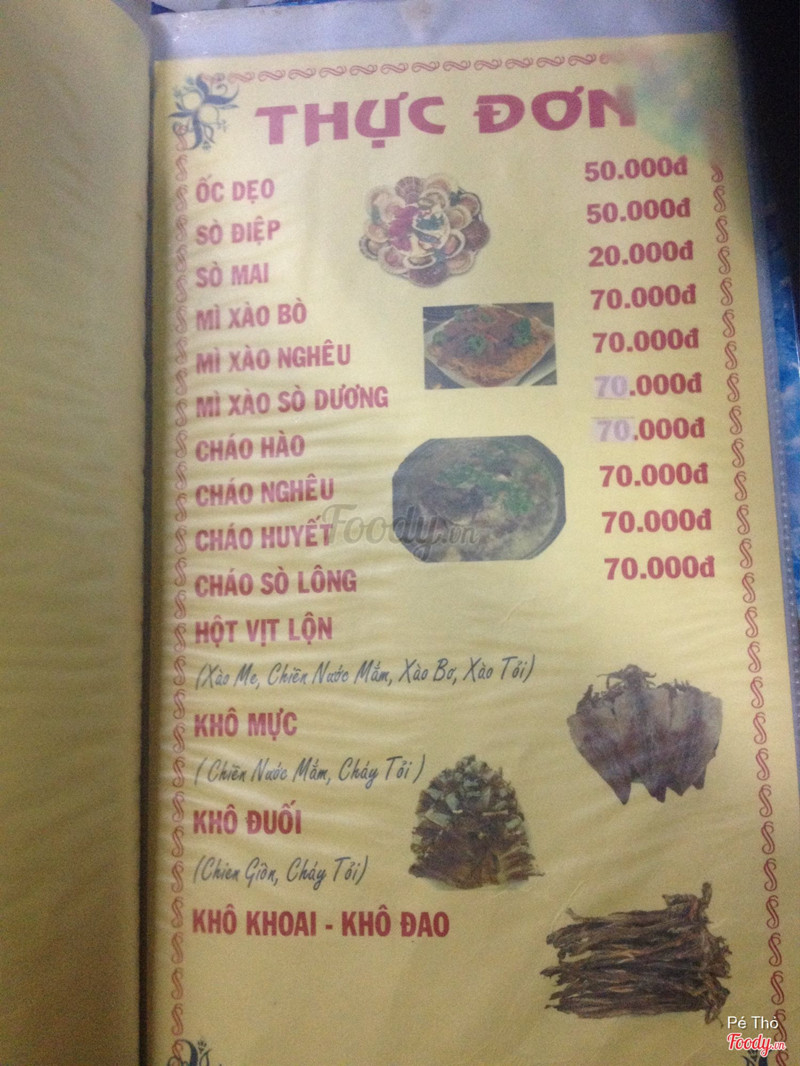 THỰC ĐƠN
ỐC DẸO 50.000đ
SÒ ĐIỆP 50.000đ
SÒ MAI 20.000đ
MÌ XÀO BÒ 70.000đ
MÌ XÀO NGHÊU 70.000đ
MÌ XÀO SÒ DƯƠNG 70.000đ
CHÁO HÀO 70.000đ
CHÁO NGHÊU 70.000đ
CHÁO HUYẾT 70.000đ
CHÁO SÒ LÔNG 70.000đ
HỘT VỊT LỘN
(Xào Me, Chiên Nước Mắm, Xào Bơ, Xào Tỏi)
KHÔ MỰC
( Chiên Nước Mắm, Cháy Tỏi )
KHÔ ĐUỐI
(Chien Giòn, Cháy Tỏi)
KHÔ KHOAI - KHÔ ĐAO
Foody.vn
Pé Thỏ
Foody.vn